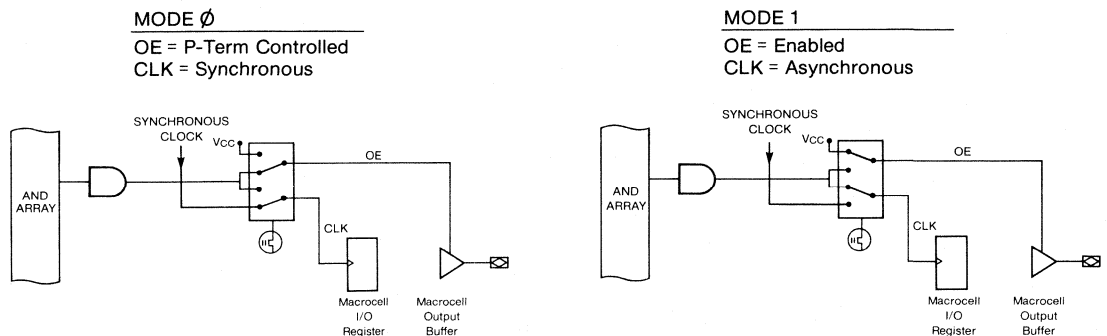 MODE Ø
OE = P-Term Controlled
CLK = Synchronous
SYNCHRONOUS
CLOCK
VCC
OE
AND
ARRAY
CLK
Macrocell
I/O
Register
Macrocell
Output
Buffer
MODE 1
OE = Enabled
CLK = Asynchronous
SYNCHRONOUS
CLOCK
VCC
OE
AND
ARRAY
CLK
Macrocell
I/O
Register
Macrocell
Output
Buffer